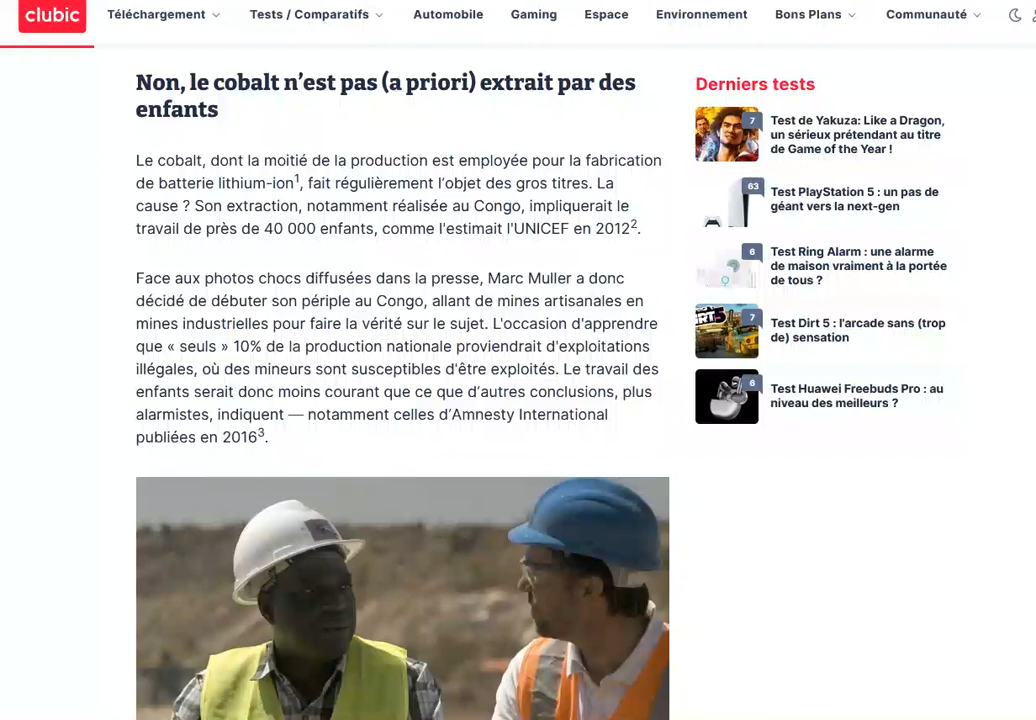 clubic
Téléchargement
Tests / Comparatifs
Automobile
Gaming
Espace
Environnement
Bons Plans
Communauté
Non, le cobalt n’est pas (a priori) extrait par des
enfants
Le cobalt, dont la moitié de la production est employée pour la fabrication
de batterie lithium-ion1, fait régulièrement l’objet des gros titres. La
cause ? Son extraction, notamment réalisée au Congo, impliquerait le
travail de près de 40 000 enfants, comme l'estimait l'UNICEF en 20122.
Face aux photos chocs diffusées dans la presse, Marc Muller a donc
décidé de débuter son périple au Congo, allant de mines artisanales en
mines industrielles pour faire la vérité sur le sujet. L'occasion d'apprendre
que « seuls » 10% de la production nationale proviendrait d'exploitations
illégales, où des mineurs sont susceptibles d'être exploités. Le travail des
enfants serait donc moins courant que ce que d’autres conclusions, plus
alarmistes, indiquent — notamment celles d’Amnesty International
publiées en 20163.
Derniers tests
7
Test de Yakuza: Like a Dragon,
un sérieux prétendant au titre
de Game of the Year !
63
Test PlayStation 5 : un pas de
géant vers la next-gen
6
Test Ring Alarm : une alarme
de maison vraiment à la portée
de tous ?
7
Test Dirt 5 : l'arcade sans (trop
de) sensation
6
Test Huawei Freebuds Pro : au
niveau des meilleurs ?